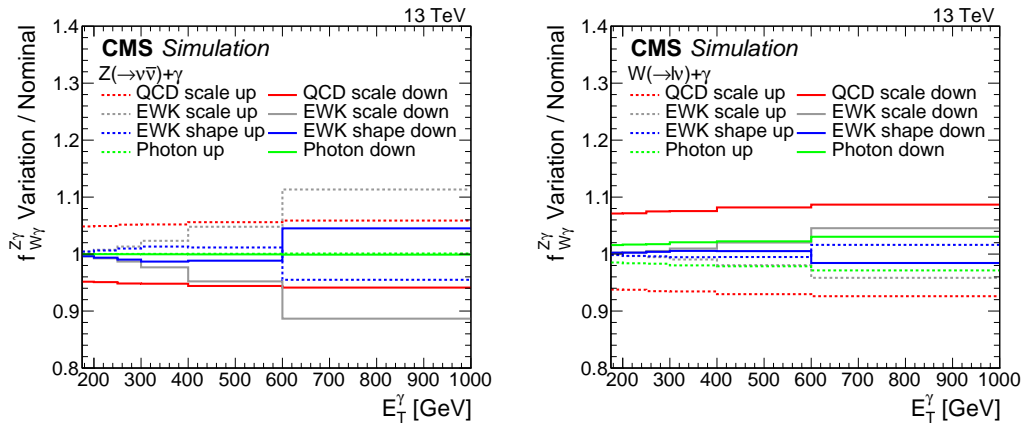 13 TeV
CMS Simulation
Z(→νν̅)+γ
QCD scale up QCD scale down
EWK scale up EWK scale down
EWK shape up EWK shape down
Photon up Photon down
f Zγ Wγ Variation / Nominal
1.4
1.3
1.2
1.1
1
0.9
0.8
200 300 400 500 600 700 800 900 1000
E_T^γ [GeV]
13 TeV
CMS Simulation
W(→lν)+γ
QCD scale up QCD scale down
EWK scale up EWK scale down
EWK shape up EWK shape down
Photon up Photon down
f Zγ Wγ Variation / Nominal
1.4
1.3
1.2
1.1
1
0.9
0.8
200 300 400 500 600 700 800 900 1000
E_T^γ [GeV]